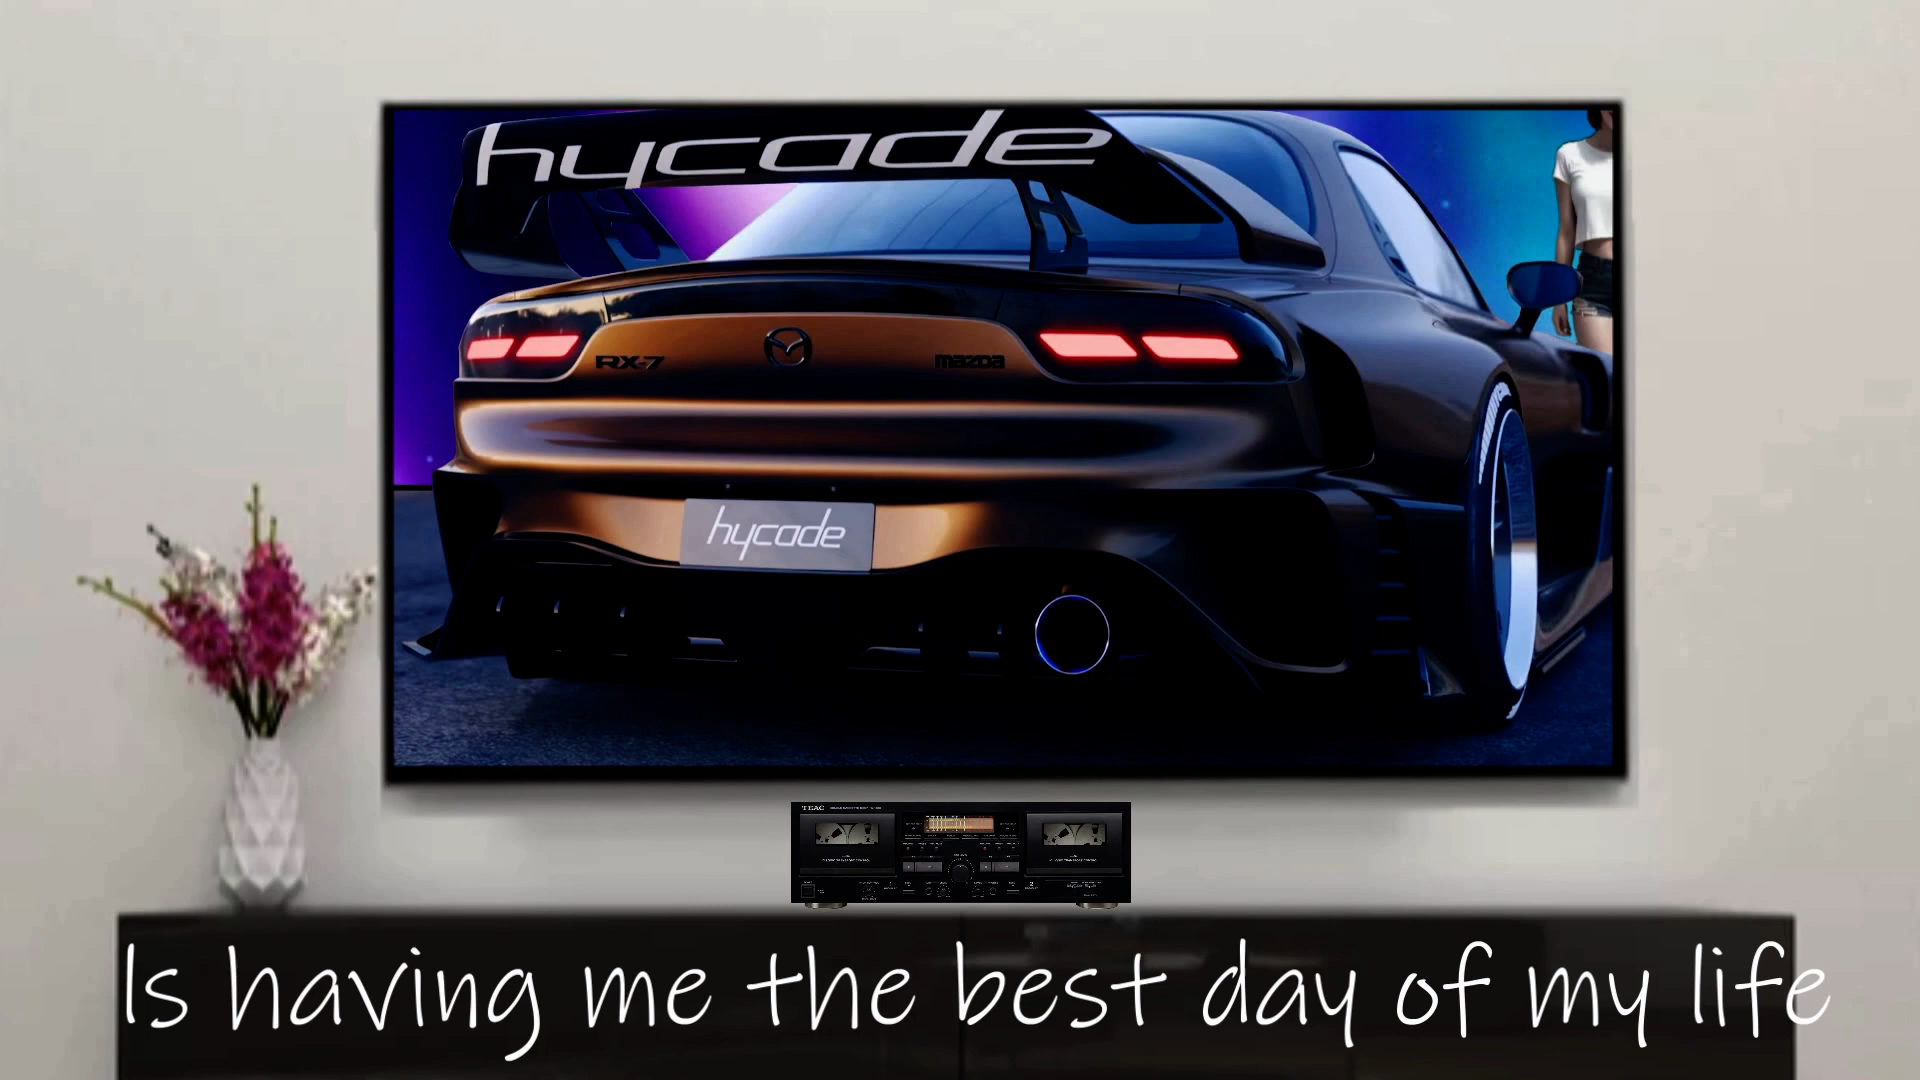 hycade
RX-7
mazda
hycade
TEAC
Is having me the best day of my life